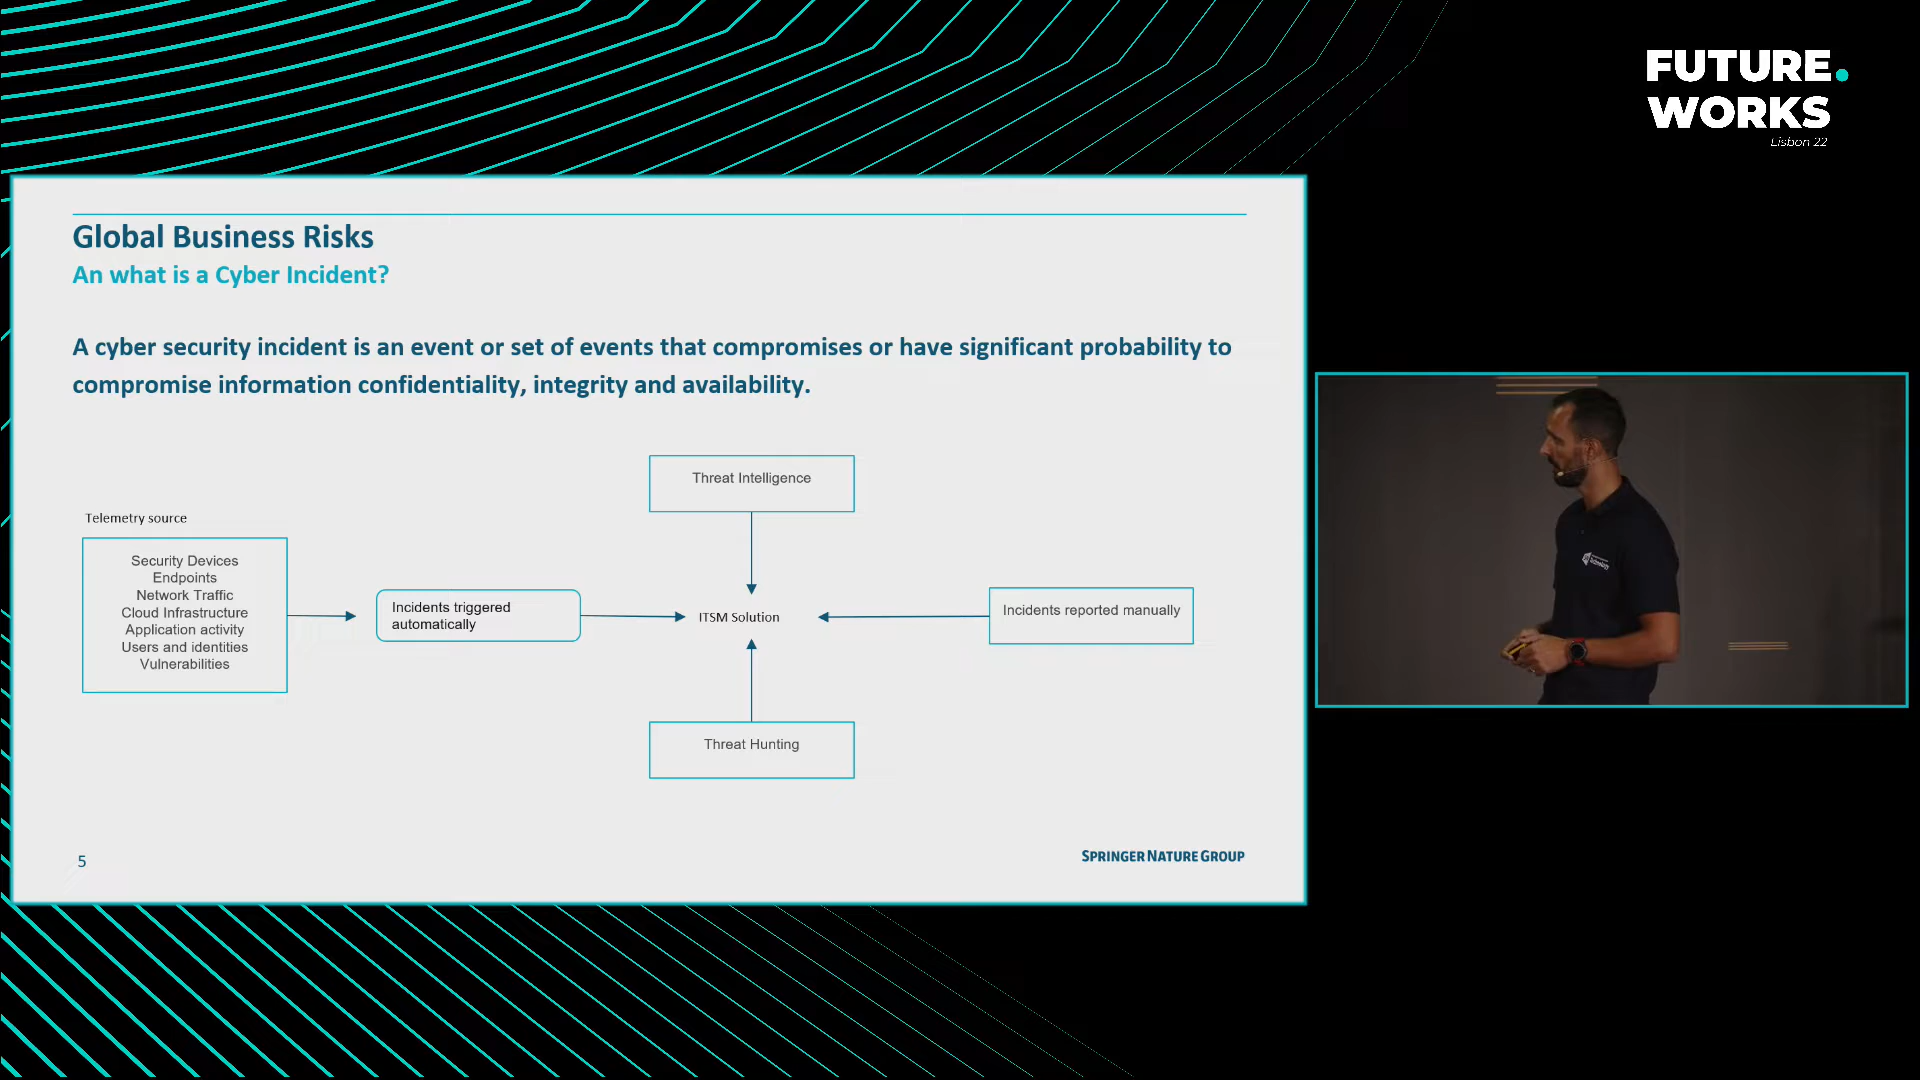 FUTURE.
WORKS
Lisbon 22
Global Business Risks
An what is a Cyber Incident?
A cyber security incident is an event or set of events that compromises or have significant probability to
compromise information confidentiality, integrity and availability.
Threat Intelligence
Telemetry source
Security Devices
Endpoints
Network Traffic
Cloud Infrastructure
Application activity
Users and identities
Vulnerabilities
Incidents triggered
automatically
ITSM Solution
Incidents reported manually
Threat Hunting
5
SPRINGER NATURE GROUP